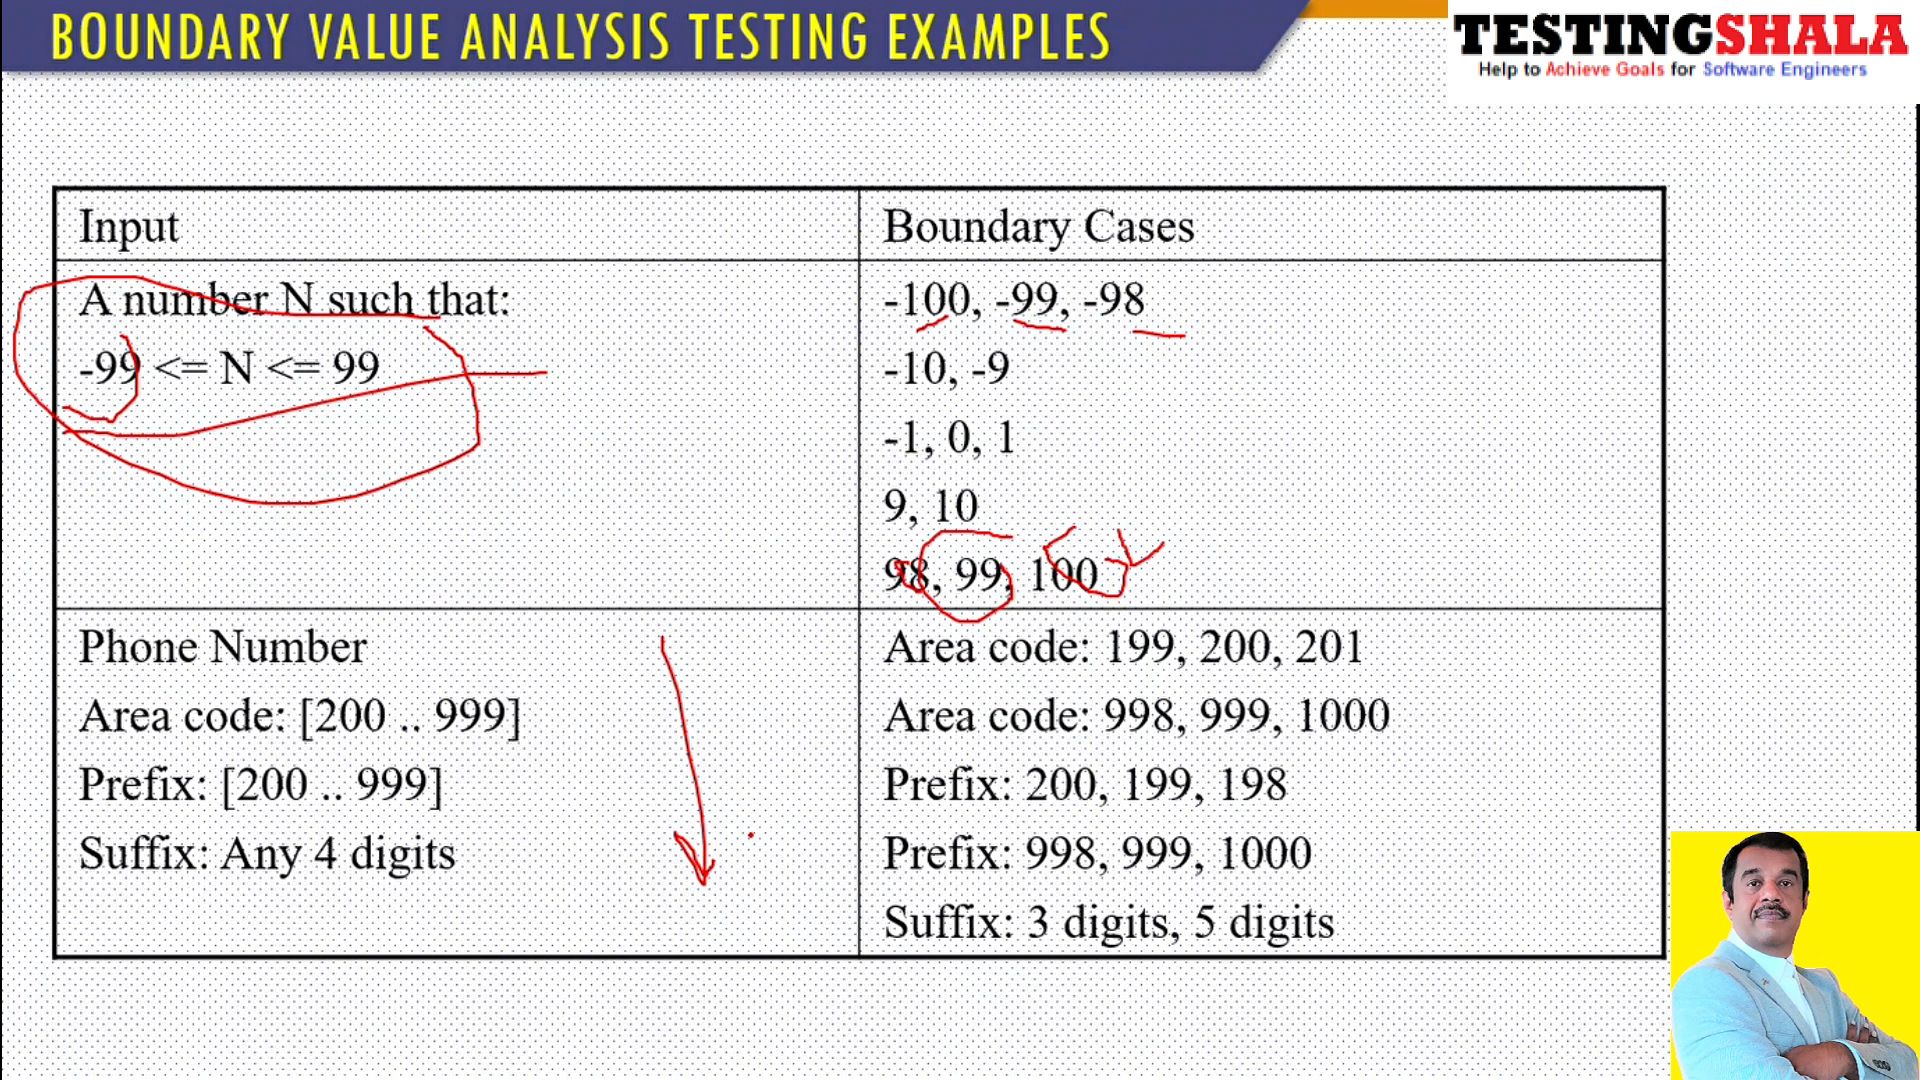 BOUNDARY VALUE ANALYSIS TESTING EXAMPLES
TESTINGSHALA
Help to Achieve Goals for Software Engineers
Input
Boundary Cases
A number N such that:
-99 <= N <= 99
-100, -99, -98
-10, -9
-1, 0, 1
9, 10
98, 99, 100
Phone Number
Area code: [200 .. 999]
Prefix: [200 .. 999]
Suffix: Any 4 digits
Area code: 199, 200, 201
Area code: 998, 999, 1000
Prefix: 200, 199, 198
Prefix: 998, 999, 1000
Suffix: 3 digits, 5 digits